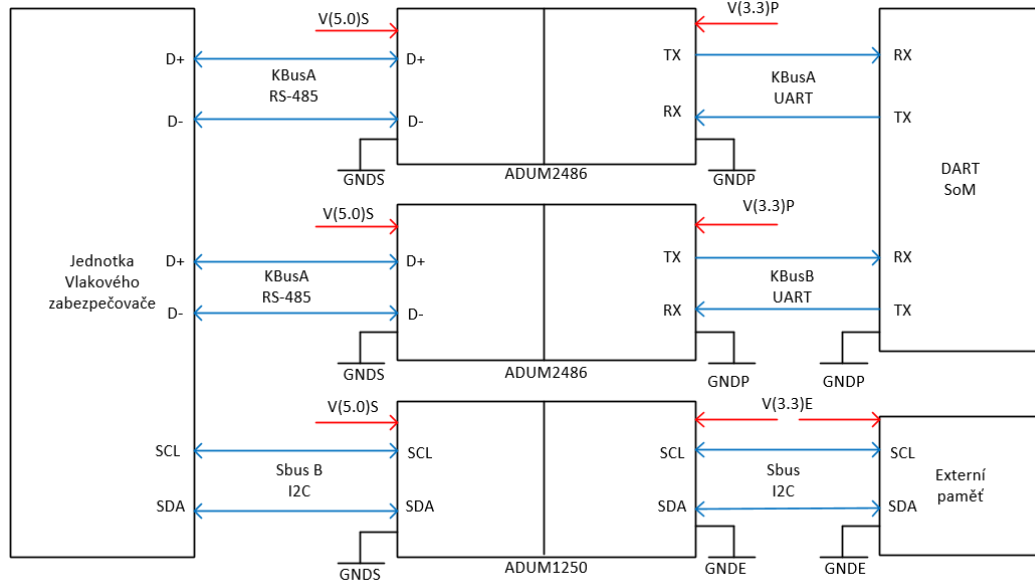 V(5.0)S
V(3.3)P
D+
D+
TX
RX
KBusA
RS-485
KBusA
UART
D-
D-
RX
TX
GNDS
ADUM2486
GNDP
DART
SoM
V(5.0)S
V(3.3)P
Jednotka
Vlakového
zabezpečovače
D+
D+
TX
RX
KBusA
RS-485
KBusB
UART
D-
D-
RX
TX
GNDS
ADUM2486
GNDP
GNDP
V(5.0)S
V(3.3)E
SCL
SCL
SCL
SCL
Sbus B
I2C
Sbus
I2C
Externí
paměť
SDA
SDA
SDA
SDA
GNDS
ADUM1250
GNDE
GNDE